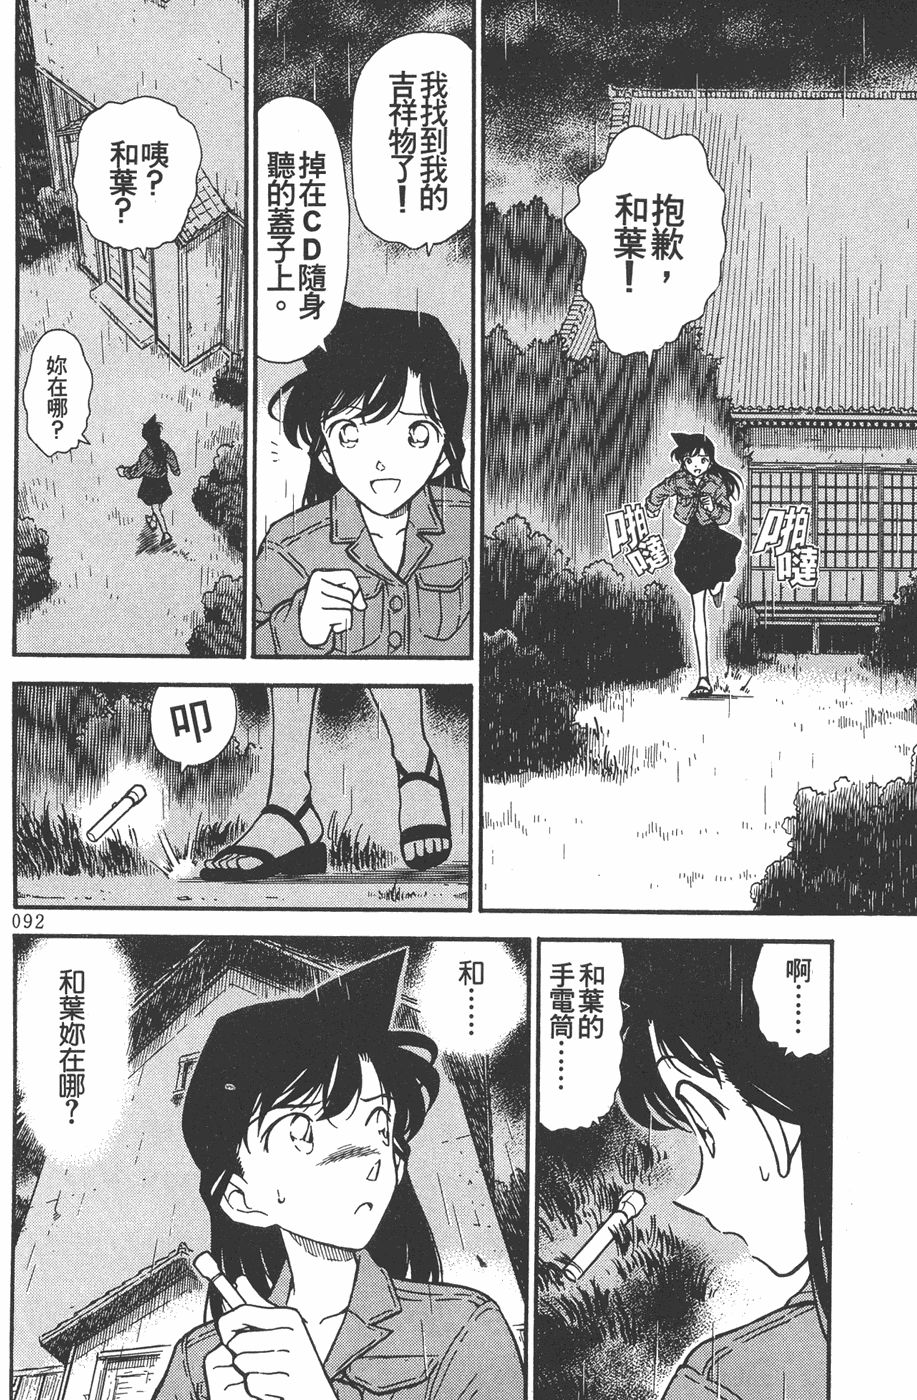 抱歉，
和葉！
啪噠
啪噠
我找到我的
吉祥物了！
掉在CD隨身
聽的蓋子上。
咦？
和葉？
妳在哪？
叩
092
啊……
和葉的
手電筒……
和……
和葉妳在哪？